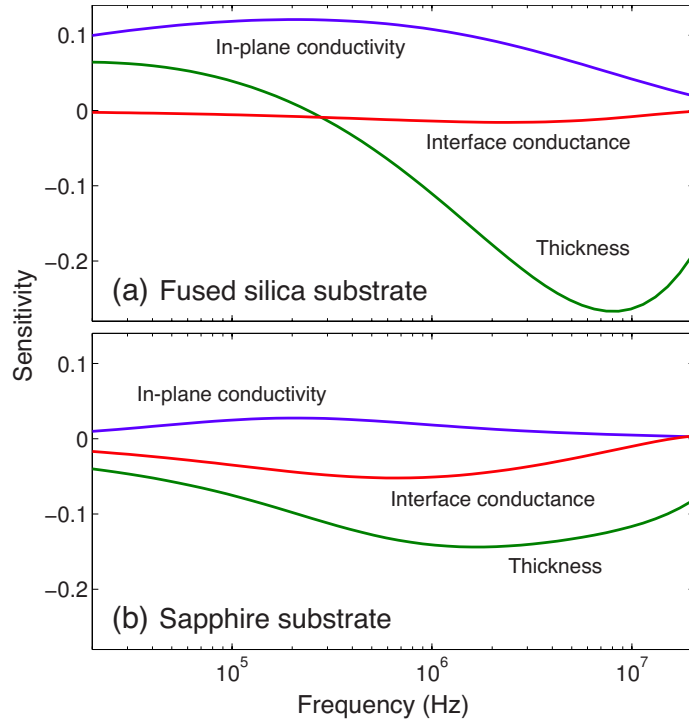 0.1
In-plane conductivity
0
Interface conductance
−0.1
Thickness
−0.2
(a) Fused silica substrate
Sensitivity
0.1
In-plane conductivity
0
Interface conductance
−0.1
Thickness
−0.2
(b) Sapphire substrate
10^5 10^6 10^7
Frequency (Hz)